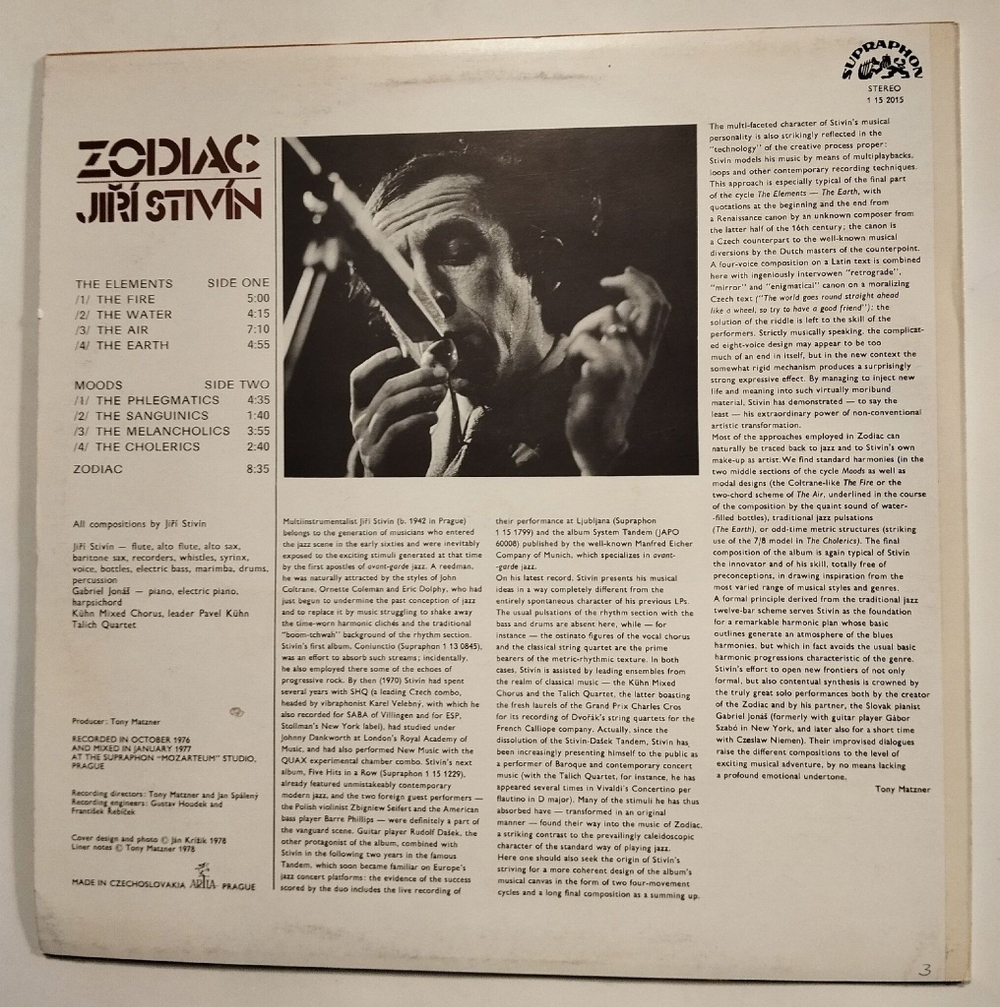 SUPRAPHON
STEREO
1 15 2015
ZODIAC
JIŘÍ STIVÍN
THE ELEMENTS SIDE ONE
/1/ THE FIRE 5:00
/2/ THE WATER 4:15
/3/ THE AIR 7:10
/4/ THE EARTH 4:55
MOODS SIDE TWO
/1/ THE PHLEGMATICS 4:35
/2/ THE SANGUINICS 1:40
/3/ THE MELANCHOLICS 3:55
/4/ THE CHOLERICS 2:40
ZODIAC 8:35
All compositions by Jiří Stivín
Jiří Stivín — flute, alto flute, alto sax,
baritone sax, recorders, whistles, syrinx,
voice, bottles, electric bass, marimba, drums,
percussion
Gabriel Jonáš — piano, electric piano,
harpsichord
Kühn Mixed Chorus, leader Pavel Kühn
Talich Quartet
Producer: Tony Matzner
RECORDED IN OCTOBER 1976
AND MIXED IN JANUARY 1977
AT THE SUPRAPHON "MOZARTEUM" STUDIO,
PRAGUE
Recording directors: Tony Matzner and Jan Spálený
Recording engineers: Gustav Houdek and
František Řebíček
Cover design and photo © Ján Krížik 1978
Liner notes © Tony Matzner 1978
MADE IN CZECHOSLOVAKIA ARTIA PRAGUE
Multiinstrumentalist Jiří Stivín (b. 1942 in Prague)
belongs to the generation of musicians who entered
the jazz scene in the early sixties and were inevitably
exposed to the exciting stimuli generated at that time
by the first apostles of avant-garde jazz. A reedman,
he was naturally attracted by the styles of John
Coltrane, Ornette Coleman and Eric Dolphy, who had
just begun to undermine the past conception of jazz
and to replace it by music struggling to shake away
the time-worn harmonic clichés and the traditional
"boom-tchwah" background of the rhythm section.
Stivín's first album, Coniunctio (Supraphon 1 13 0845),
was an effort to absorb such streams; incidentally,
he also employed there some of the echoes of
progressive rock. By then (1970) Stivín had spent
several years with SHQ (a leading Czech combo,
headed by vibraphonist Karel Velebný, with which he
also recorded for SABA of Villingen and for ESP,
Stollman's New York label), had studied under
Johnny Dankworth at London's Royal Academy of
Music, and had also performed New Music with the
QUAX experimental chamber combo. Stivín's next
album, Five Hits in a Row (Supraphon 1 15 1229),
already featured unmistakeably contemporary
modern jazz, and the two foreign guest performers —
the Polish violinist Zbigniew Seifert and the American
bass player Barre Phillips — were definitely a part of
the vanguard scene. Guitar player Rudolf Dašek, the
other protagonist of the album, combined with
Stivín in the following two years in the famous
Tandem, which soon became familiar on Europe's
jazz concert platforms: the evidence of the success
scored by the duo includes the live recording of
their performance at Ljubljana (Supraphon
1 15 1799) and the album System Tandem (JAPO
60008) published by the well-known Manfred Eicher
Company of Munich, which specializes in avant-
-garde jazz.
On his latest record, Stivín presents his musical
ideas in a way completely different from the
entirely spontaneous character of his previous LPs.
The usual pulsations of the rhythm section with the
bass and drums are absent here, while — for
instance — the ostinato figures of the vocal chorus
and the classical string quartet are the prime
bearers of the metric-rhythmic texture. In both
cases, Stivín is assisted by leading ensembles from
the realm of classical music — the Kühn Mixed
Chorus and the Talich Quartet, the latter boasting
the fresh laurels of the Grand Prix Charles Cros
for its recording of Dvořák's string quartets for the
French Calliope company. Actually, since the
dissolution of the Stivín-Dašek Tandem, Stivín has
been increasingly presenting himself to the public as
a performer of Baroque and contemporary concert
music (with the Talich Quartet, for instance, he has
appeared several times in Vivaldi's Concertino per
flautino in D major). Many of the stimuli he has thus
absorbed have — transformed in an original
manner — found their way into the music of Zodiac,
a striking contrast to the prevailingly caleidoscopic
character of the standard way of playing jazz.
Here one should also seek the origin of Stivín's
striving for a more coherent design of the album's
musical canvas in the form of two four-movement
cycles and a long final composition as a summing up.
The multi-faceted character of Stivín's musical
personality is also strikingly reflected in the
"technology" of the creative process proper:
Stivín models his music by means of multiplaybacks,
loops and other contemporary recording techniques.
This approach is especially typical of the final part
of the cycle The Elements — The Earth, with
quotations at the beginning and the end from
a Renaissance canon by an unknown composer from
the latter half of the 16th century; the canon is
a Czech counterpart to the well-known musical
diversions by the Dutch masters of the counterpoint.
A four-voice composition on a Latin text is combined
here with ingeniously intervowen "retrograde",
"mirror" and "enigmatical" canon on a moralizing
Czech text ("The world goes round straight ahead
like a wheel, so try to have a good friend"); the
solution of the riddle is left to the skill of the
performers. Strictly musically speaking, the complicat-
ed eight-voice design may appear to be too
much of an end in itself, but in the new context the
somewhat rigid mechanism produces a surprisingly
strong expressive effect. By managing to inject new
life and meaning into such virtually moribund
material, Stivín has demonstrated — to say the
least — his extraordinary power of non-conventional
artistic transformation.
Most of the approaches employed in Zodiac can
naturally be traced back to jazz and to Stivín's own
make-up as artist. We find standard harmonies (in the
two middle sections of the cycle Moods as well as
modal designs (the Coltrane-like The Fire or the
two-chord scheme of The Air, underlined in the course
of the composition by the quaint sound of water-
-filled bottles), traditional jazz pulsations
(The Earth), or odd-time metric structures (striking
use of the 7/8 model in The Cholerics). The final
composition of the album is again typical of Stivín
the innovator and of his skill, totally free of
preconceptions, in drawing inspiration from the
most varied range of musical styles and genres.
A formal principle derived from the traditional jazz
twelve-bar scheme serves Stivín as the foundation
for a remarkable harmonic plan whose basic
outlines generate an atmosphere of the blues
harmonies, but which in fact avoids the usual basic
harmonic progressions characteristic of the genre.
Stivín's effort to open new frontiers of not only
formal, but also contentual synthesis is crowned by
the truly great solo performances both by the creator
of the Zodiac and by his partner, the Slovak pianist
Gabriel Jonáš (formerly with guitar player Gábor
Szabó in New York, and later also for a short time
with Czesław Niemen). Their improvised dialogues
raise the different compositions to the level of
exciting musical adventure, by no means lacking
a profound emotional undertone.
Tony Matzner
3